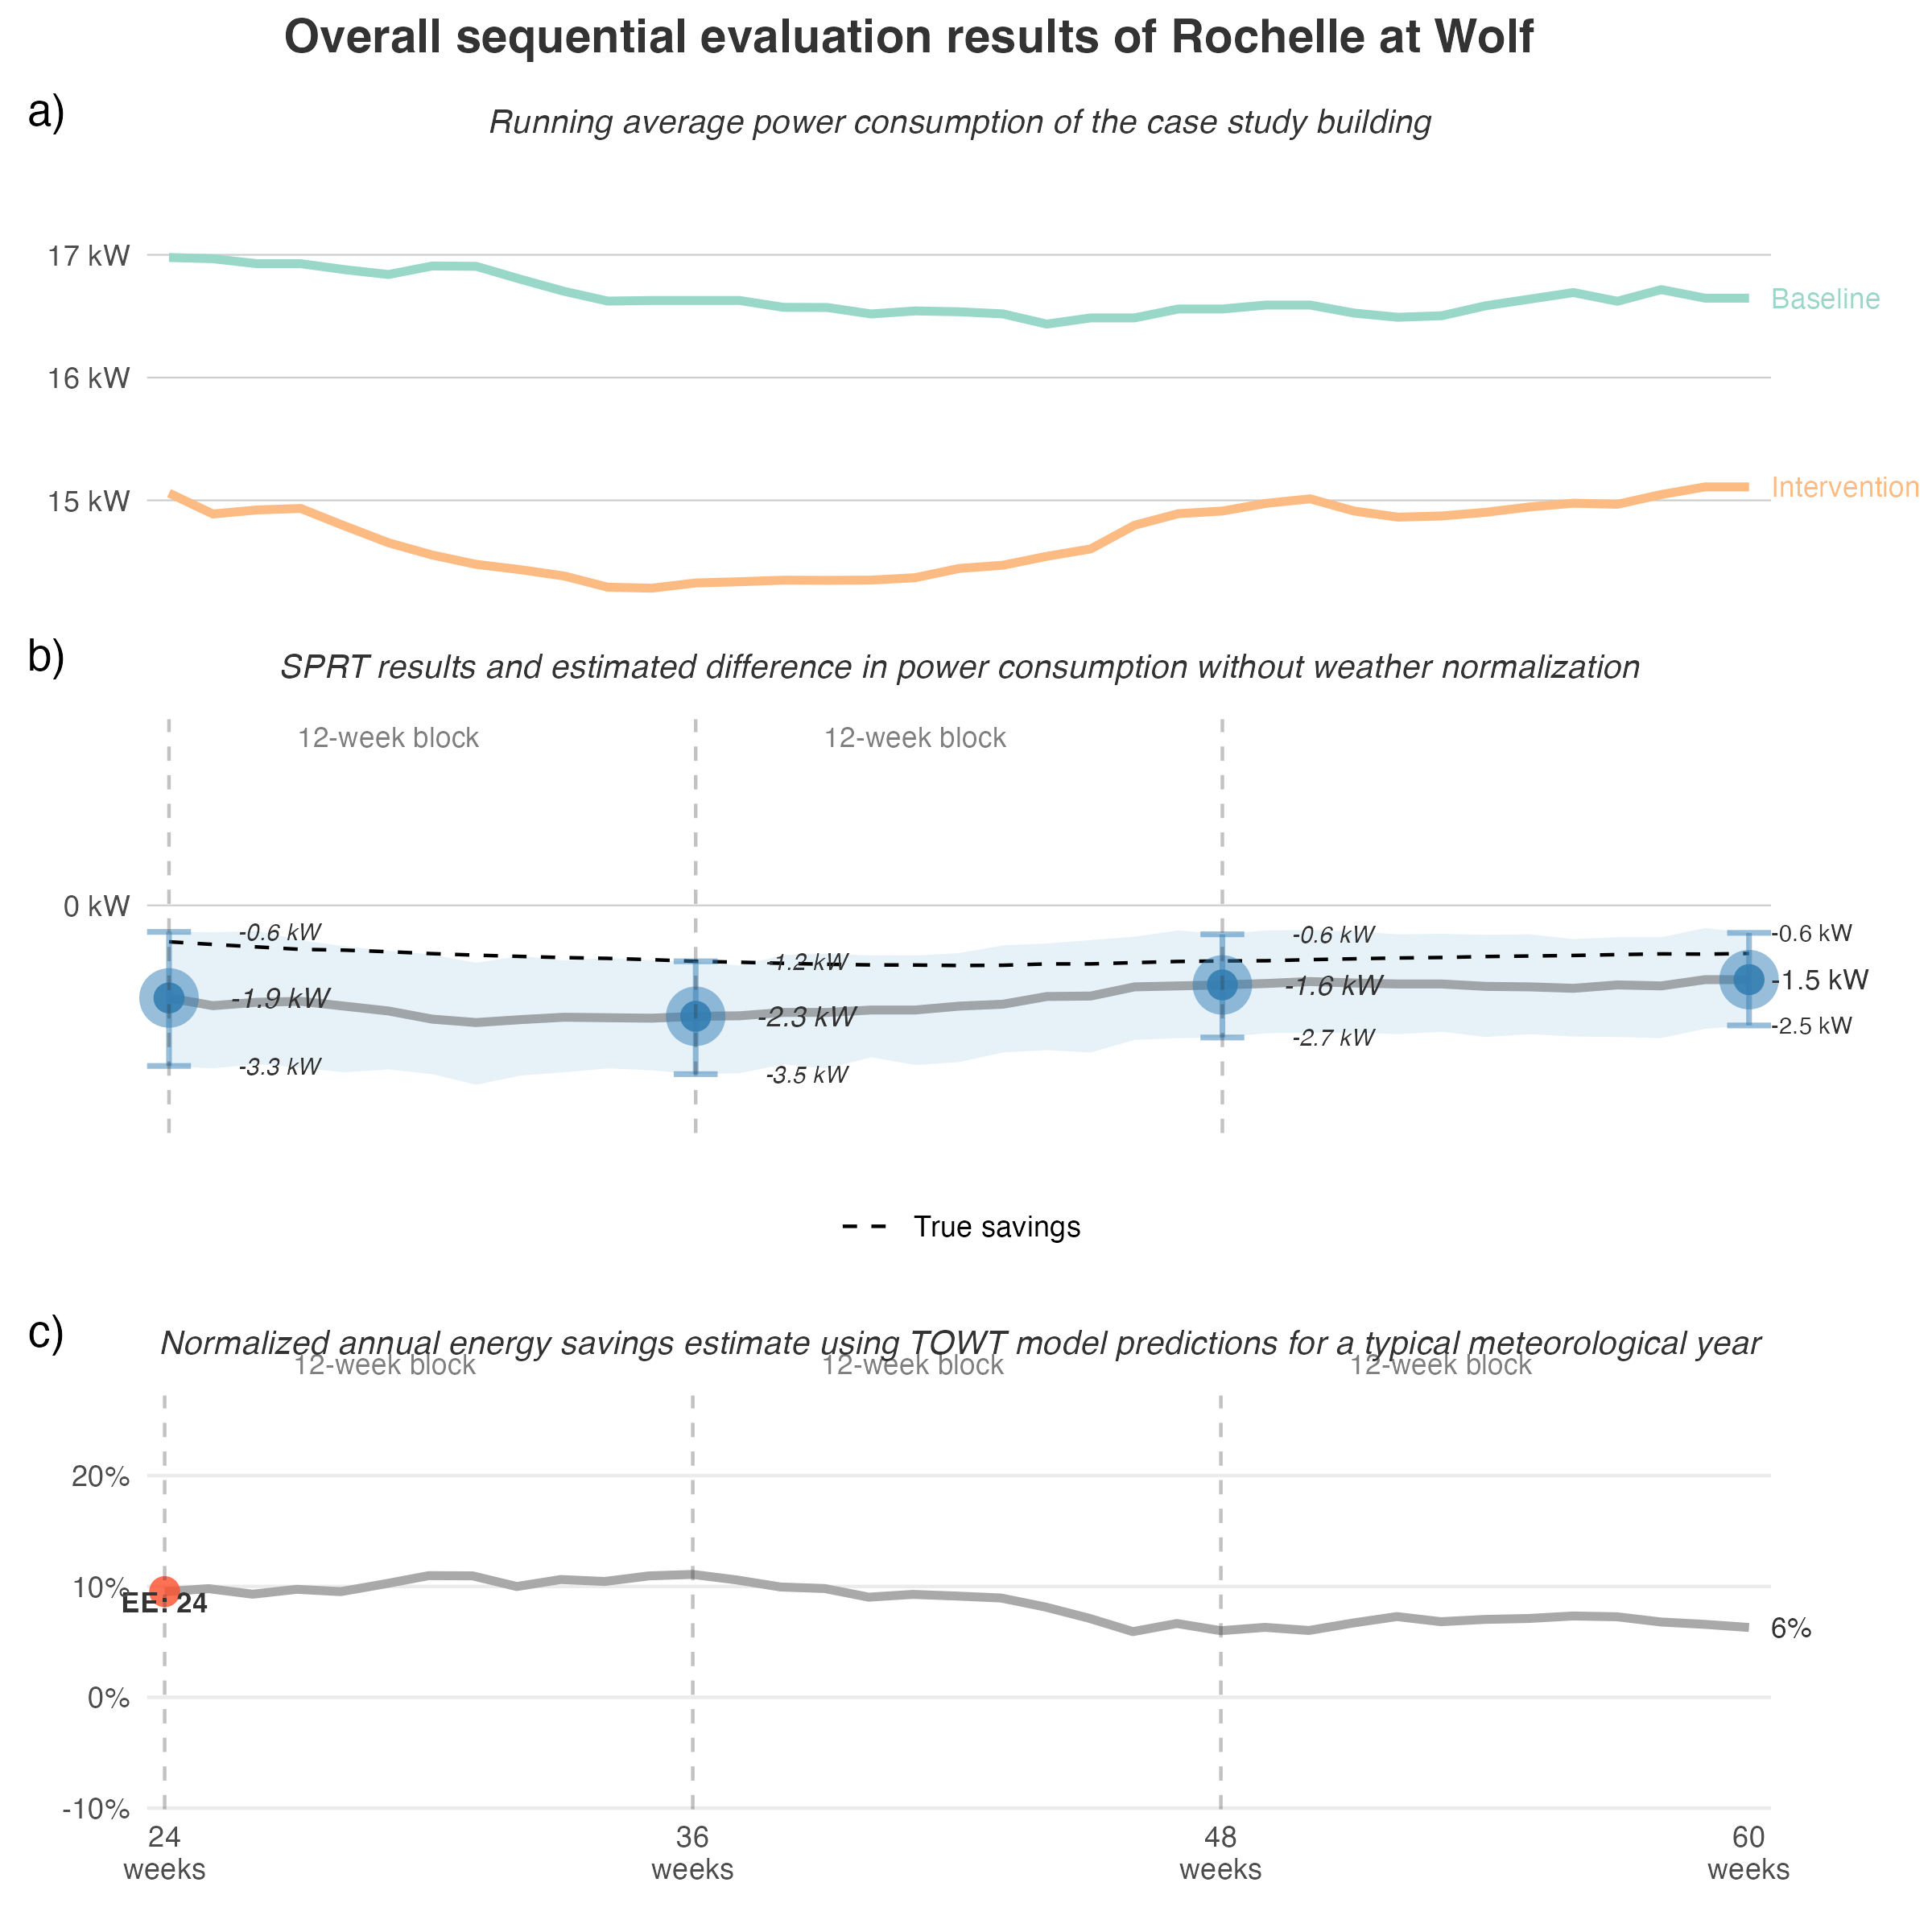 Overall sequential evaluation results of Rochelle at Wolf
a)
Running average power consumption of the case study building
17 kW
Baseline
16 kW
15 kW
Intervention
b)
SPRT results and estimated difference in power consumption without weather normalization
12-week block
12-week block
0 kW
-0.6 kW
-1.2 kW
-0.6 kW
-0.6 kW
-1.9 kW
-2.3 kW
-1.6 kW
-1.5 kW
-3.3 kW
-3.5 kW
-2.7 kW
-2.5 kW
True savings
c)
Normalized annual energy savings estimate using TOWT model predictions for a typical meteorological year
12-week block
12-week block
12-week block
20%
10%
EE: 24
6%
0%
-10%
24
weeks
36
weeks
48
weeks
60
weeks